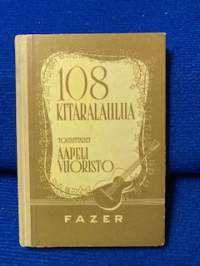 108
KITARALAULUA
TOIMITTANUT
AAPELI
VUORISTO
FAZER